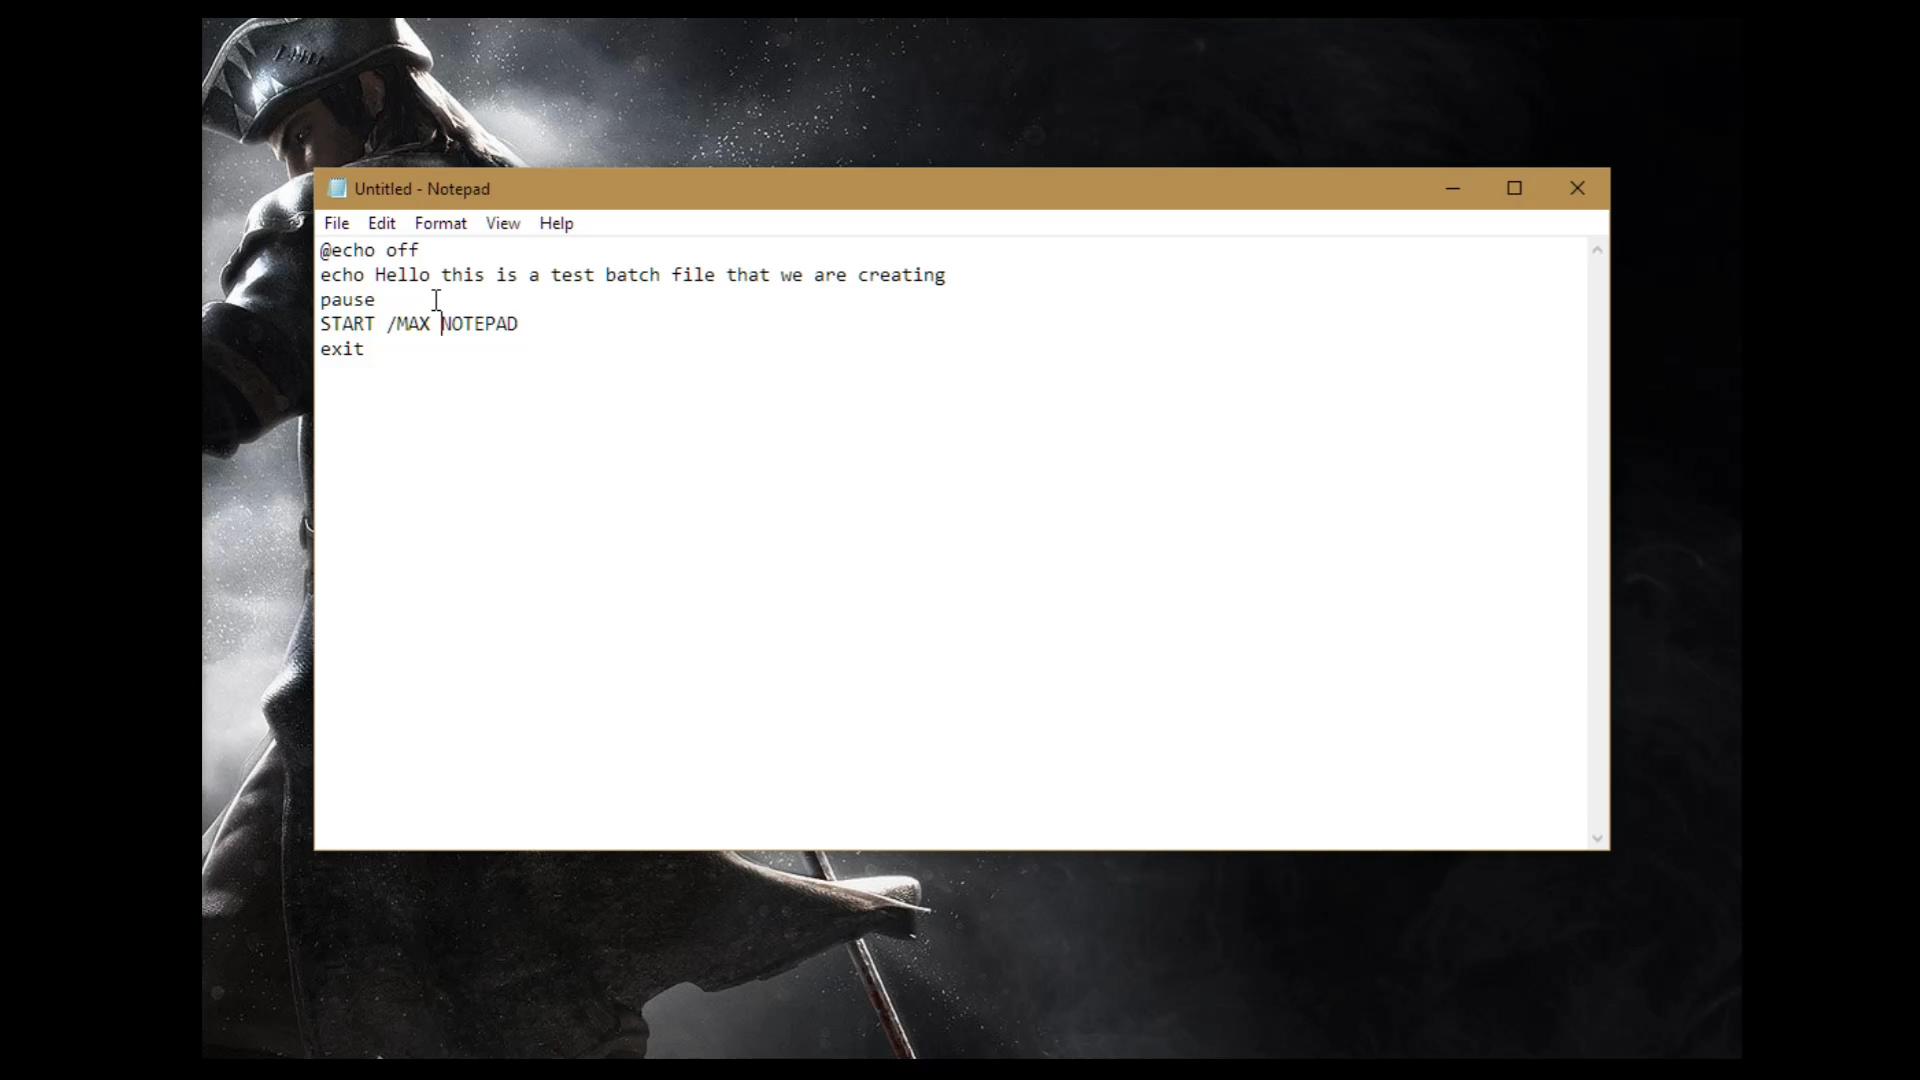 Untitled - Notepad
File Edit Format View Help
@echo off
echo Hello this is a test batch file that we are creating
pause
START /MAX NOTEPAD
exit